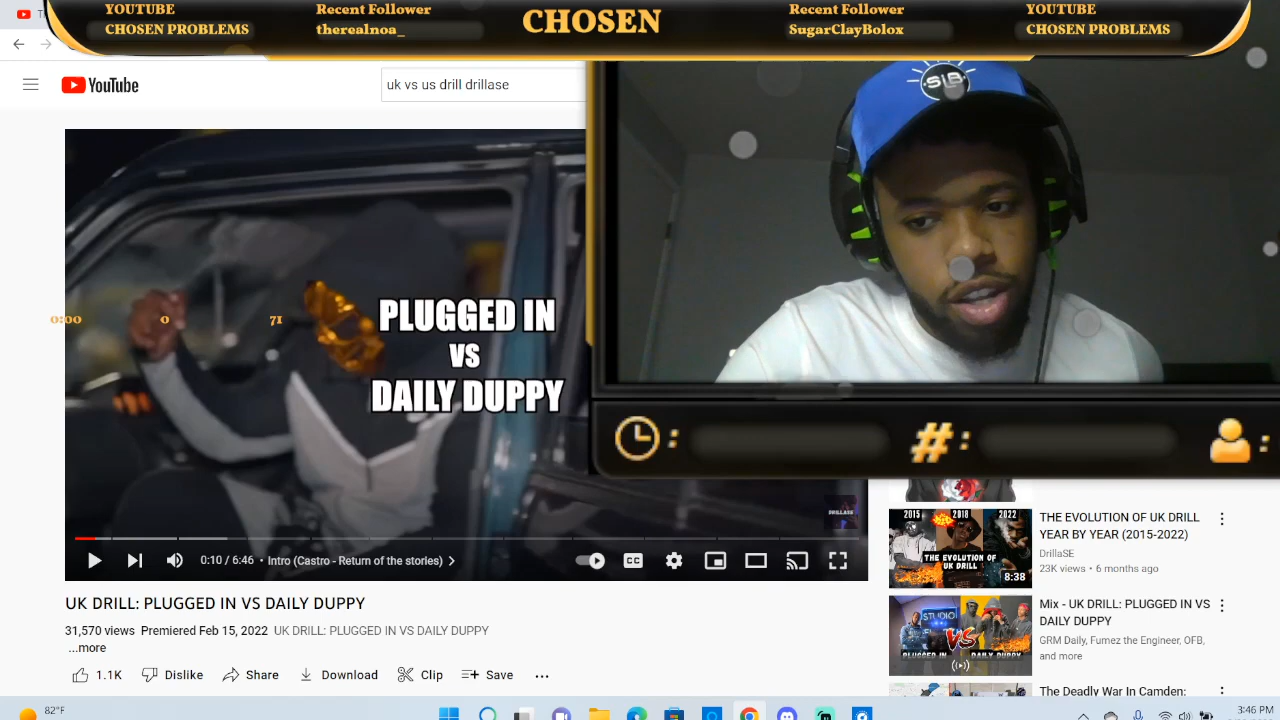 YOUTUBE
CHOSEN PROBLEMS
Recent Follower
therealnoa_
CHOSEN
Recent Follower
SugarClayBolox
YOUTUBE
CHOSEN PROBLEMS
YouTube
uk vs us drill drillase
SLB
0:00
0
71
PLUGGED IN
VS
DAILY DUPPY
DRILLASE
0:10 / 6:46 • Intro (Castro - Return of the stories)
CC
:
# :
:
UK DRILL: PLUGGED IN VS DAILY DUPPY
31,570 views Premiered Feb 15, 2022 UK DRILL: PLUGGED IN VS DAILY DUPPY
...more
1.1K
Dislike
Share
Download
Clip
Save
2015 2018 2022
THE EVOLUTION OF
UK DRILL
8:38
THE EVOLUTION OF UK DRILL
YEAR BY YEAR (2015-2022)
DrillaSE
23K views • 6 months ago
STUDIO
VS
PLUGGED IN
DAILY DUPPY
Mix - UK DRILL: PLUGGED IN VS
DAILY DUPPY
GRM Daily, Fumez the Engineer, OFB,
and more
The Deadly War In Camden:
82°F
3:46 PM